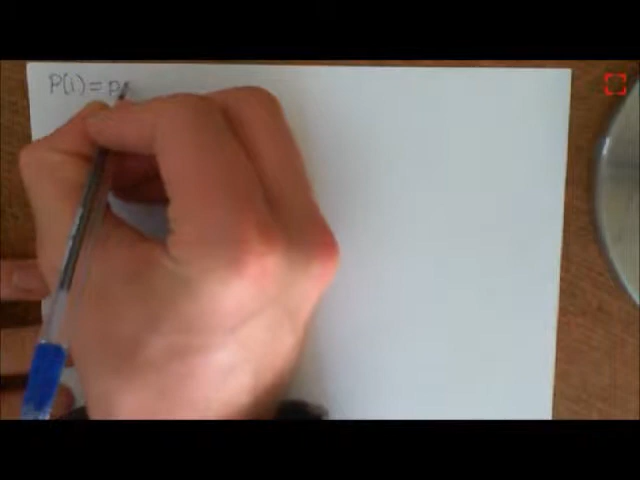 P(i) = p